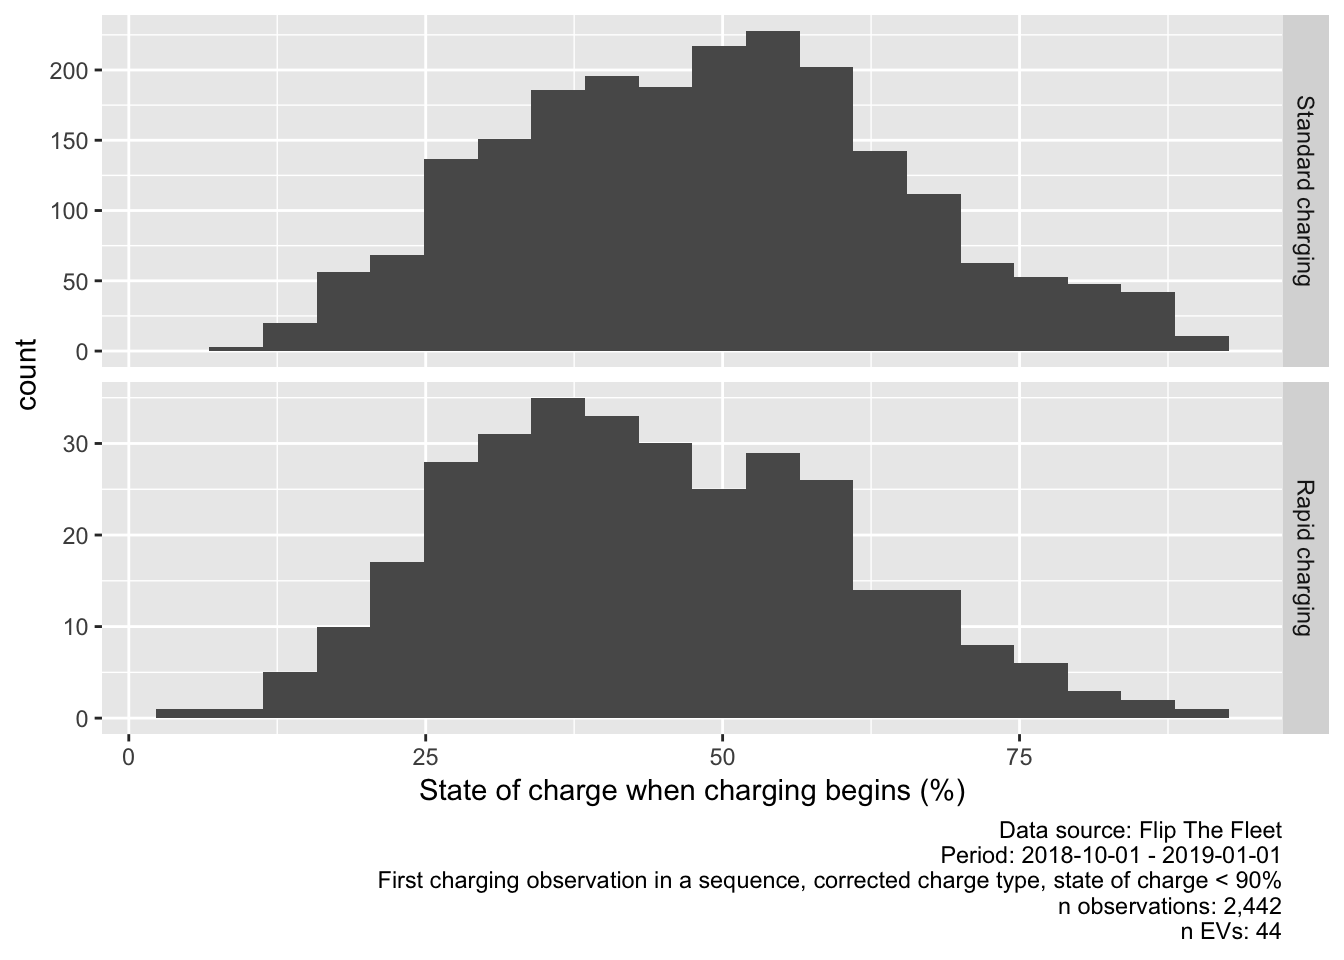 200
150
100
50
0
Standard charging
count
30
20
10
0
Rapid charging
0 25 50 75
State of charge when charging begins (%)
Data source: Flip The Fleet
Period: 2018-10-01 - 2019-01-01
First charging observation in a sequence, corrected charge type, state of charge < 90%
n observations: 2,442
n EVs: 44